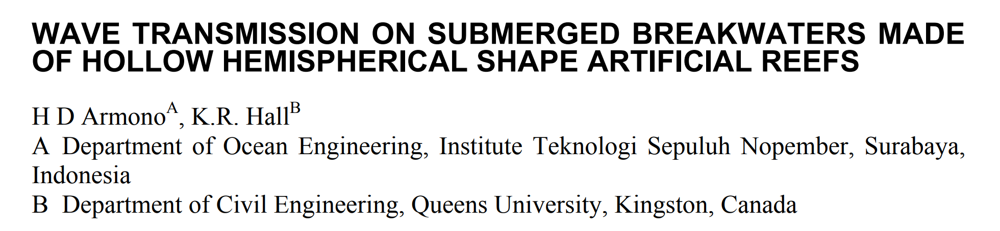 WAVE TRANSMISSION ON SUBMERGED BREAKWATERS MADE
OF HOLLOW HEMISPHERICAL SHAPE ARTIFICIAL REEFS
H D Armono^A, K.R. Hall^B
A Department of Ocean Engineering, Institute Teknologi Sepuluh Nopember, Surabaya,
Indonesia
B Department of Civil Engineering, Queens University, Kingston, Canada